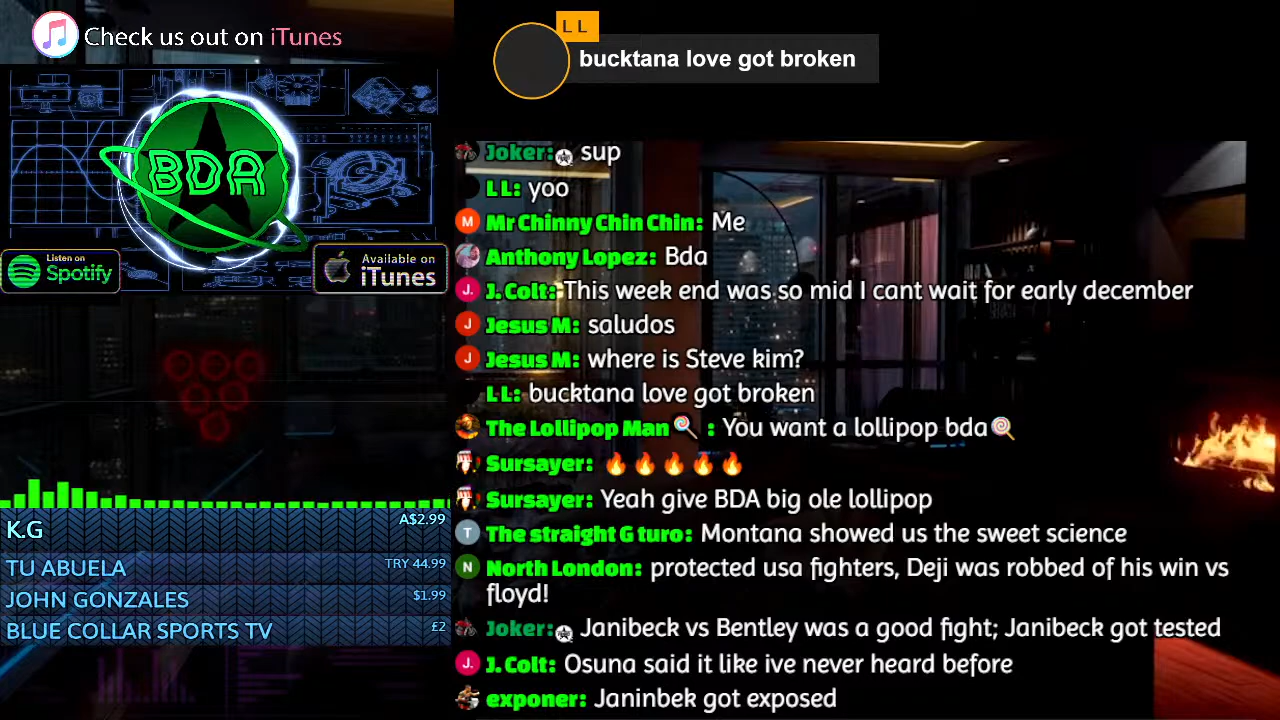 Check us out on iTunes
BDA
Listen on
Spotify
Available on
iTunes
K.G A$2.99
TU ABUELA TRY 44.99
JOHN GONZALES $1.99
BLUE COLLAR SPORTS TV £2
L L
bucktana love got broken
Joker: sup
L L: yoo
M Mr Chinny Chin Chin: Me
Anthony Lopez: Bda
J. J. Colt: This week end was so mid I cant wait for early december
J Jesus M: saludos
J Jesus M: where is Steve kim?
L L: bucktana love got broken
The Lollipop Man🍭 : You want a lollipop bda🍭
Sursayer: 🔥🔥🔥🔥🔥
Sursayer: Yeah give BDA big ole lollipop
T The straight G turo: Montana showed us the sweet science
N North London: protected usa fighters, Deji was robbed of his win vs
floyd!
Joker: Janibeck vs Bentley was a good fight; Janibeck got tested
J. J. Colt: Osuna said it like ive never heard before
exponer: Janinbek got exposed